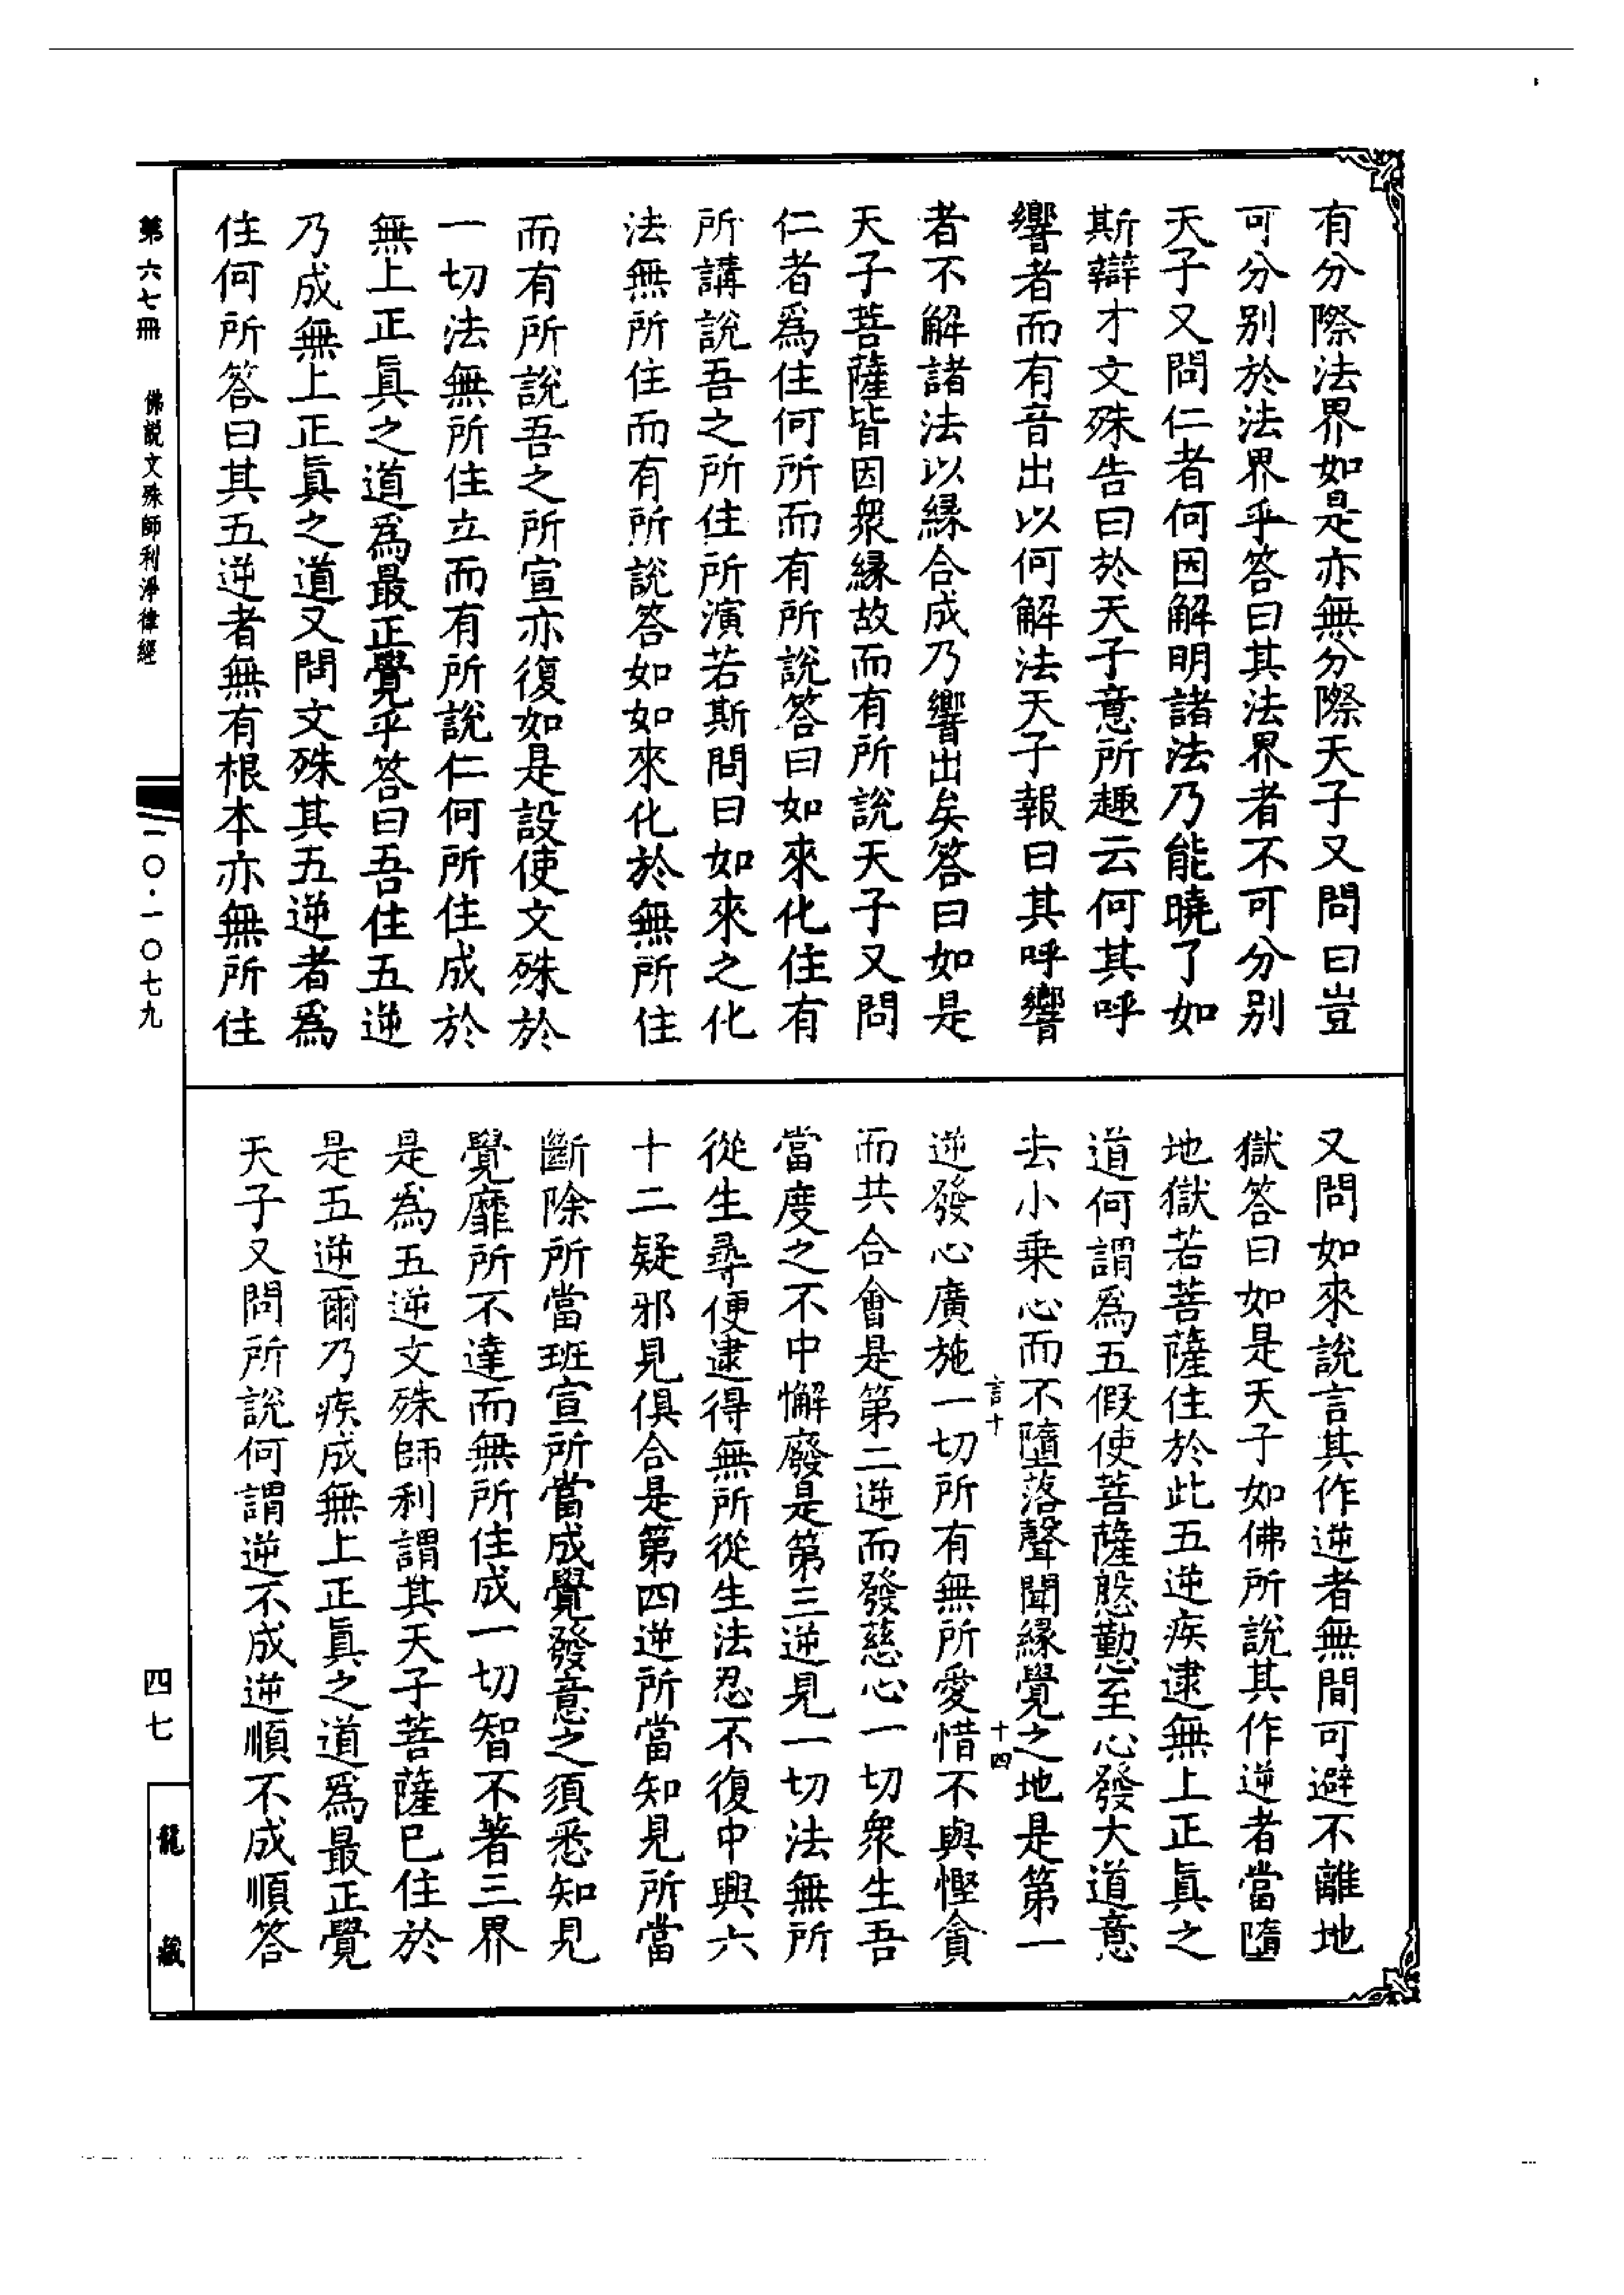 有分際法界如是亦無分際天子又問曰豈
可分别於法界乎答曰其法界者不可分别
天子又問仁者何因解明諸法乃能曉了如
斯辯才文殊告曰於天子意所趣云何其呼
響者而有音出以何解法天子報曰其呼響
者不解諸法以緣合成乃響出矣答曰如是
天子菩薩皆因衆緣故而有所說天子又問
仁者爲住何所而有所說答曰如來化住有
所講說吾之所住所演若斯問曰如來之化
法無所住而有所說答如如來化於無所住
而有所說吾之所宣亦復如是設使文殊於
一切法無所住立而有所說仁何所住成於
無上正眞之道爲最正覺乎答曰吾住五逆
乃成無上正眞之道又問文殊其五逆者爲
住何所答曰其五逆者無有根本亦無所住
又問如來說言其作逆者無間可避不離地
獄答曰如是天子如佛所說其作逆者當墮
地獄若菩薩住於此五逆疾逮無上正眞之
道何謂爲五假使菩薩慇懃至心發大道意
去小乗心而不墮落聲聞緣覺之地是第一
言十
十四
逆發心廣施一切所有無所愛惜不與慳貪
而共合會是第二逆而發慈心一切衆生吾
當度之不中懈廢是第三逆見一切法無所
從生尋便逮得無所從生法忍不復中興六
十二疑邪見俱合是第四逆所當知見所當
斷除所當班宣所當成覺發意之須悉知見
覺靡所不達而無所住成一切智不著三界
是爲五逆文殊師利謂其天子菩薩已住於
是五逆爾乃疾成無上正眞之道爲最正覺
天子又問所說何謂逆不成逆順不成順答
第六七冊
佛説文殊師利淨律經
二〇·一〇七九
四七
龍藏